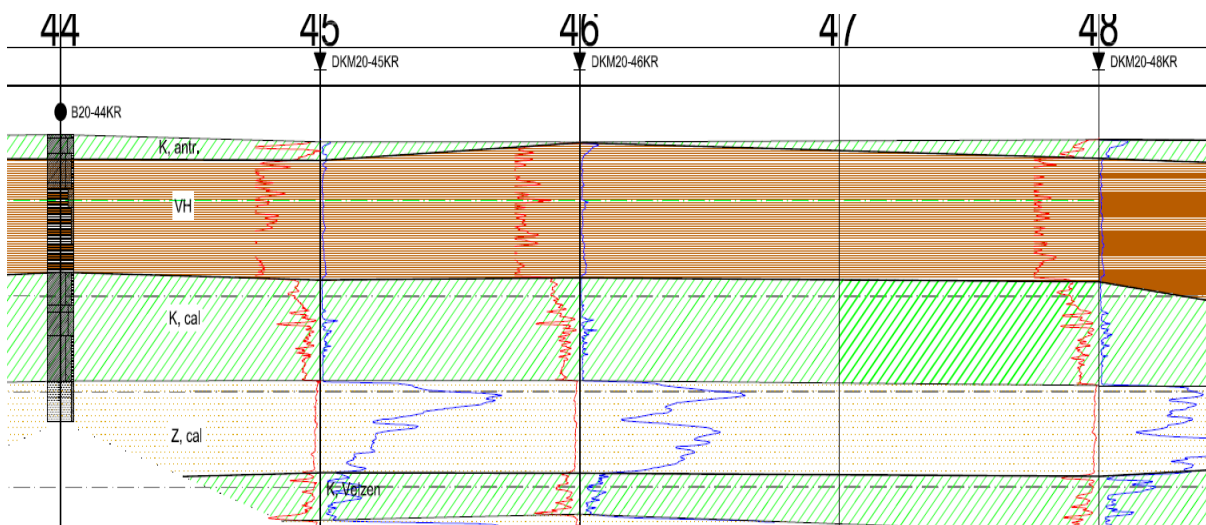 44 45 46 47 48
DKM20-45KR DKM20-46KR DKM20-48KR
B20-44KR
K, antr.
VH
K, cal
Z, cal
K, Velzen